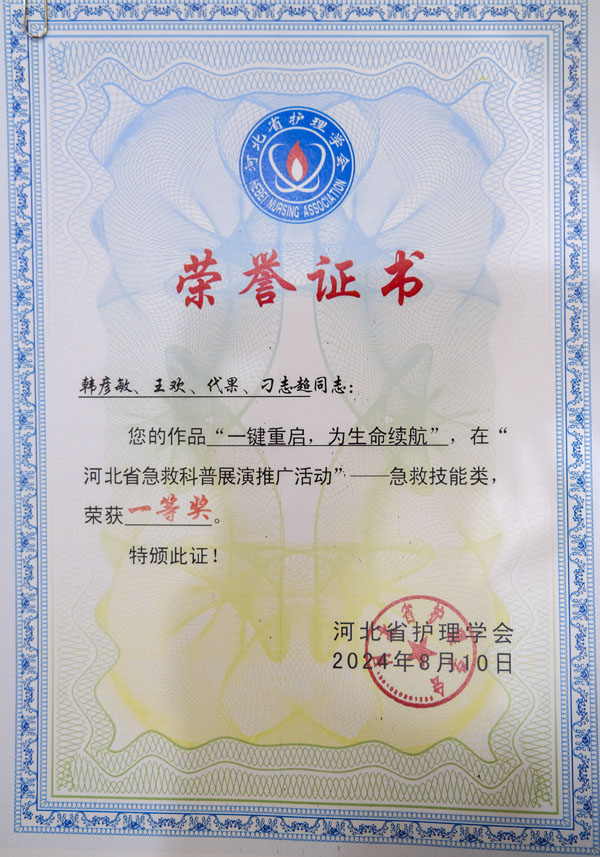 河北省护理学会
HEBEI NURSING ASSOCIATION
荣誉证书
韩彦敏、王欢、代果、刁志超同志：
您的作品“一键重启，为生命续航”，在“
河北省急救科普展演推广活动”——急救技能类，
荣获一等奖。
特颁此证！
河北省护理学会
2024年8月10日